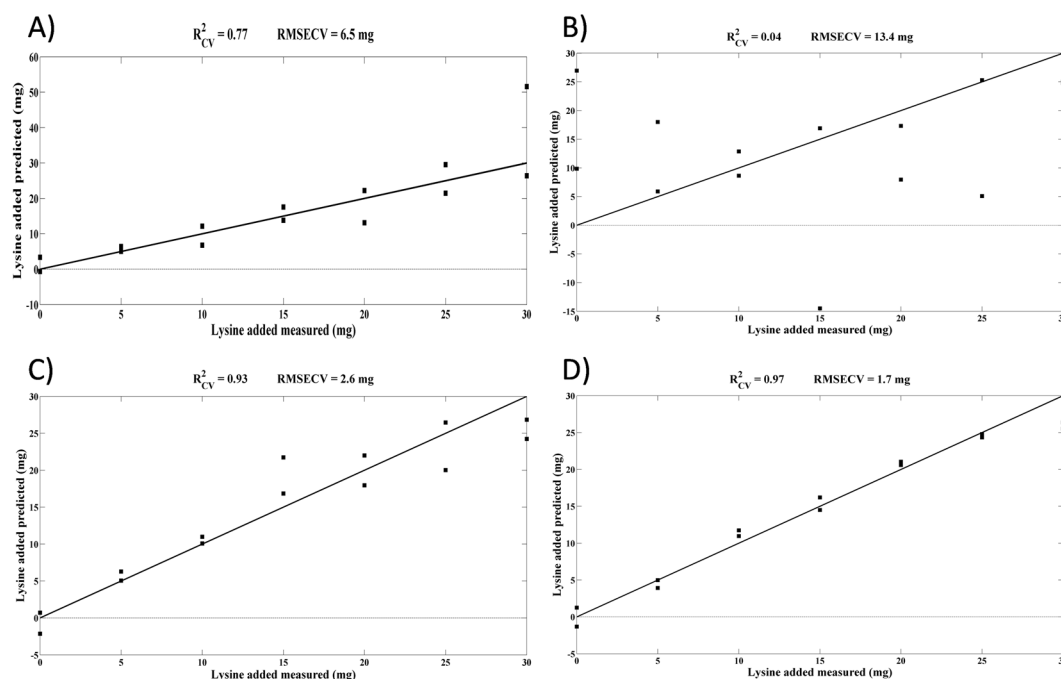 A)
R²CV = 0.77 RMSECV = 6.5 mg
60
50
40
30
20
10
0
-10
Lysine added predicted (mg)
0 5 10 15 20 25 30
Lysine added measured (mg)
B)
R²CV = 0.04 RMSECV = 13.4 mg
30
25
20
15
10
5
0
-5
-10
-15
Lysine added predicted (mg)
0 5 10 15 20 25 3
Lysine added measured (mg)
C)
R²CV = 0.93 RMSECV = 2.6 mg
30
25
20
15
10
5
0
-5
Lysine added predicted (mg)
0 5 10 15 20 25 30
Lysine added measured (mg)
D)
R²CV = 0.97 RMSECV = 1.7 mg
30
25
20
15
10
5
0
-5
Lysine added predicted (mg)
0 5 10 15 20 25 3
Lysine added measured (mg)